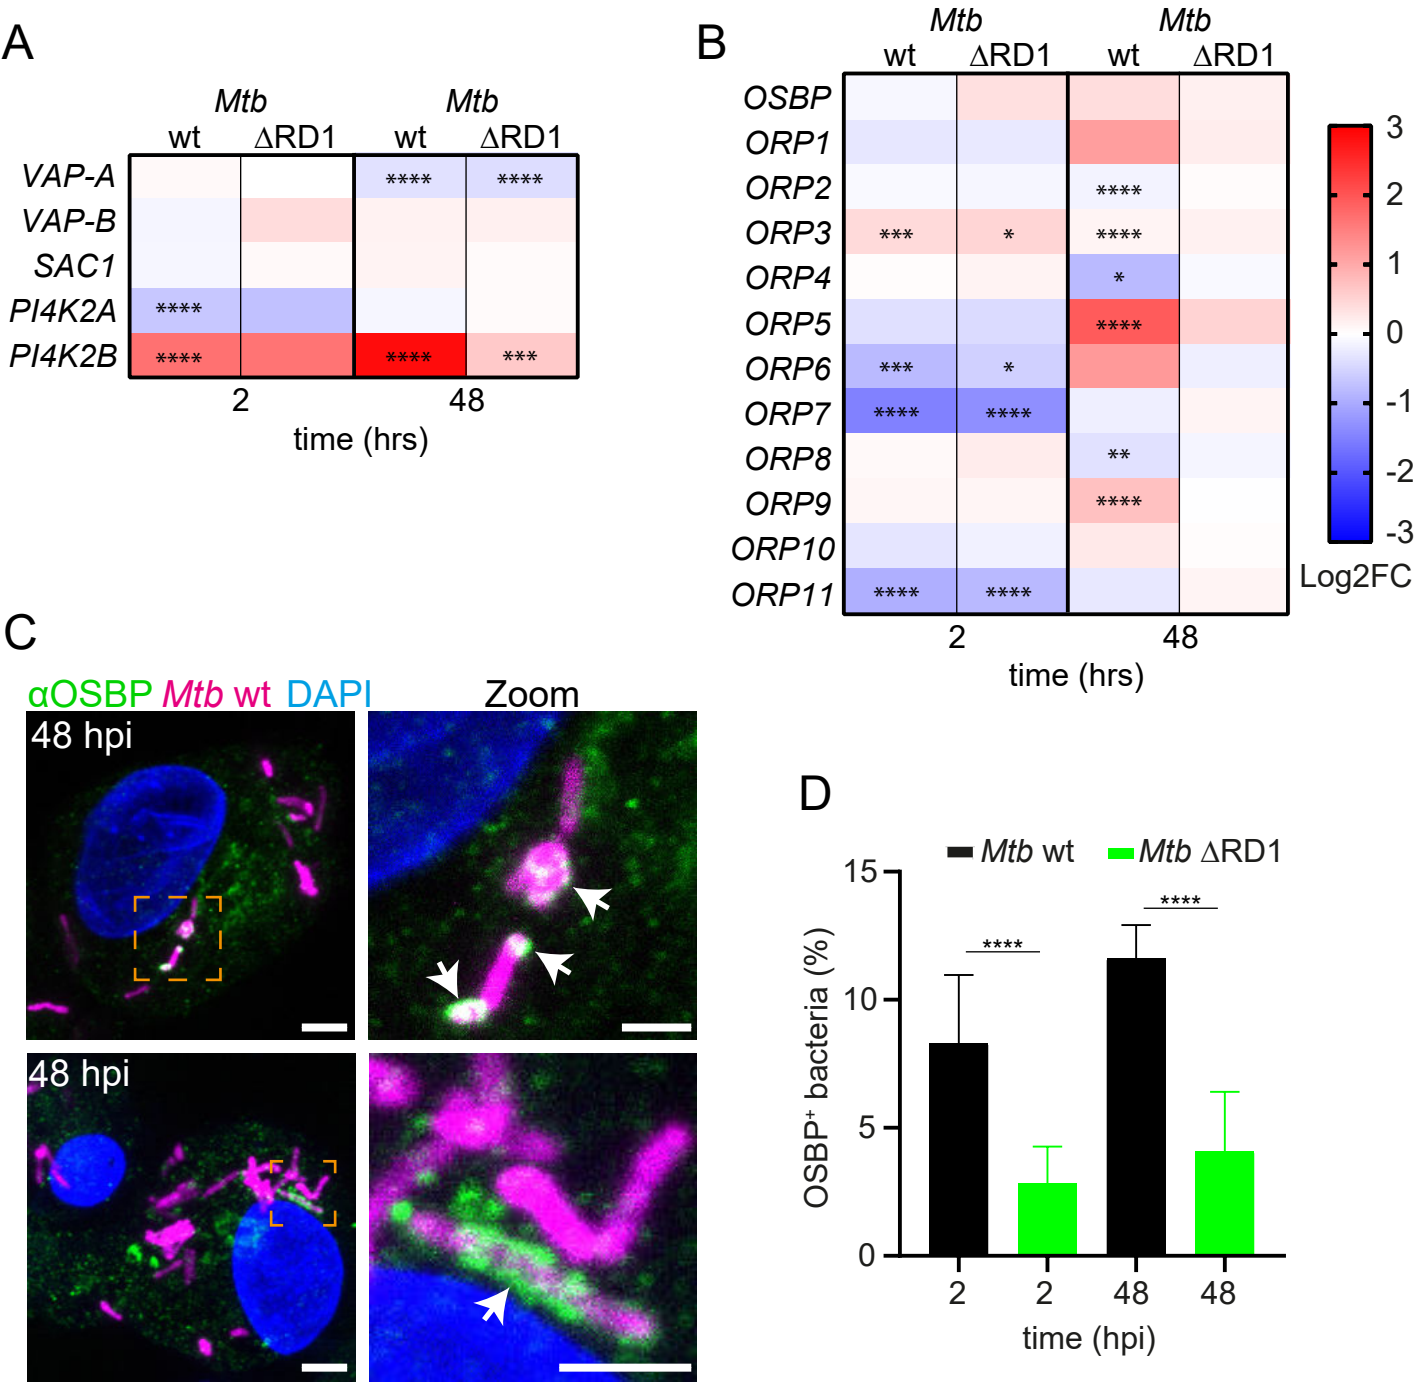 A
Mtb Mtb
wt ΔRD1 wt ΔRD1
VAP-A **** ****
VAP-B
SAC1
PI4K2A ****
PI4K2B **** **** ***
2 48
time (hrs)
B
Mtb Mtb
wt ΔRD1 wt ΔRD1
OSBP
ORP1
ORP2 ****
ORP3 *** * ****
ORP4 *
ORP5 ****
ORP6 *** *
ORP7 **** ****
ORP8 **
ORP9 ****
ORP10
ORP11 **** ****
2 48
time (hrs)
3
2
1
0
-1
-2
-3
Log2FC
C
αOSBP Mtb wt DAPI Zoom
48 hpi
48 hpi
D
Mtb wt Mtb ΔRD1
**** ****
OSBP+ bacteria (%)
15
10
5
0
2 2 48 48
time (hpi)